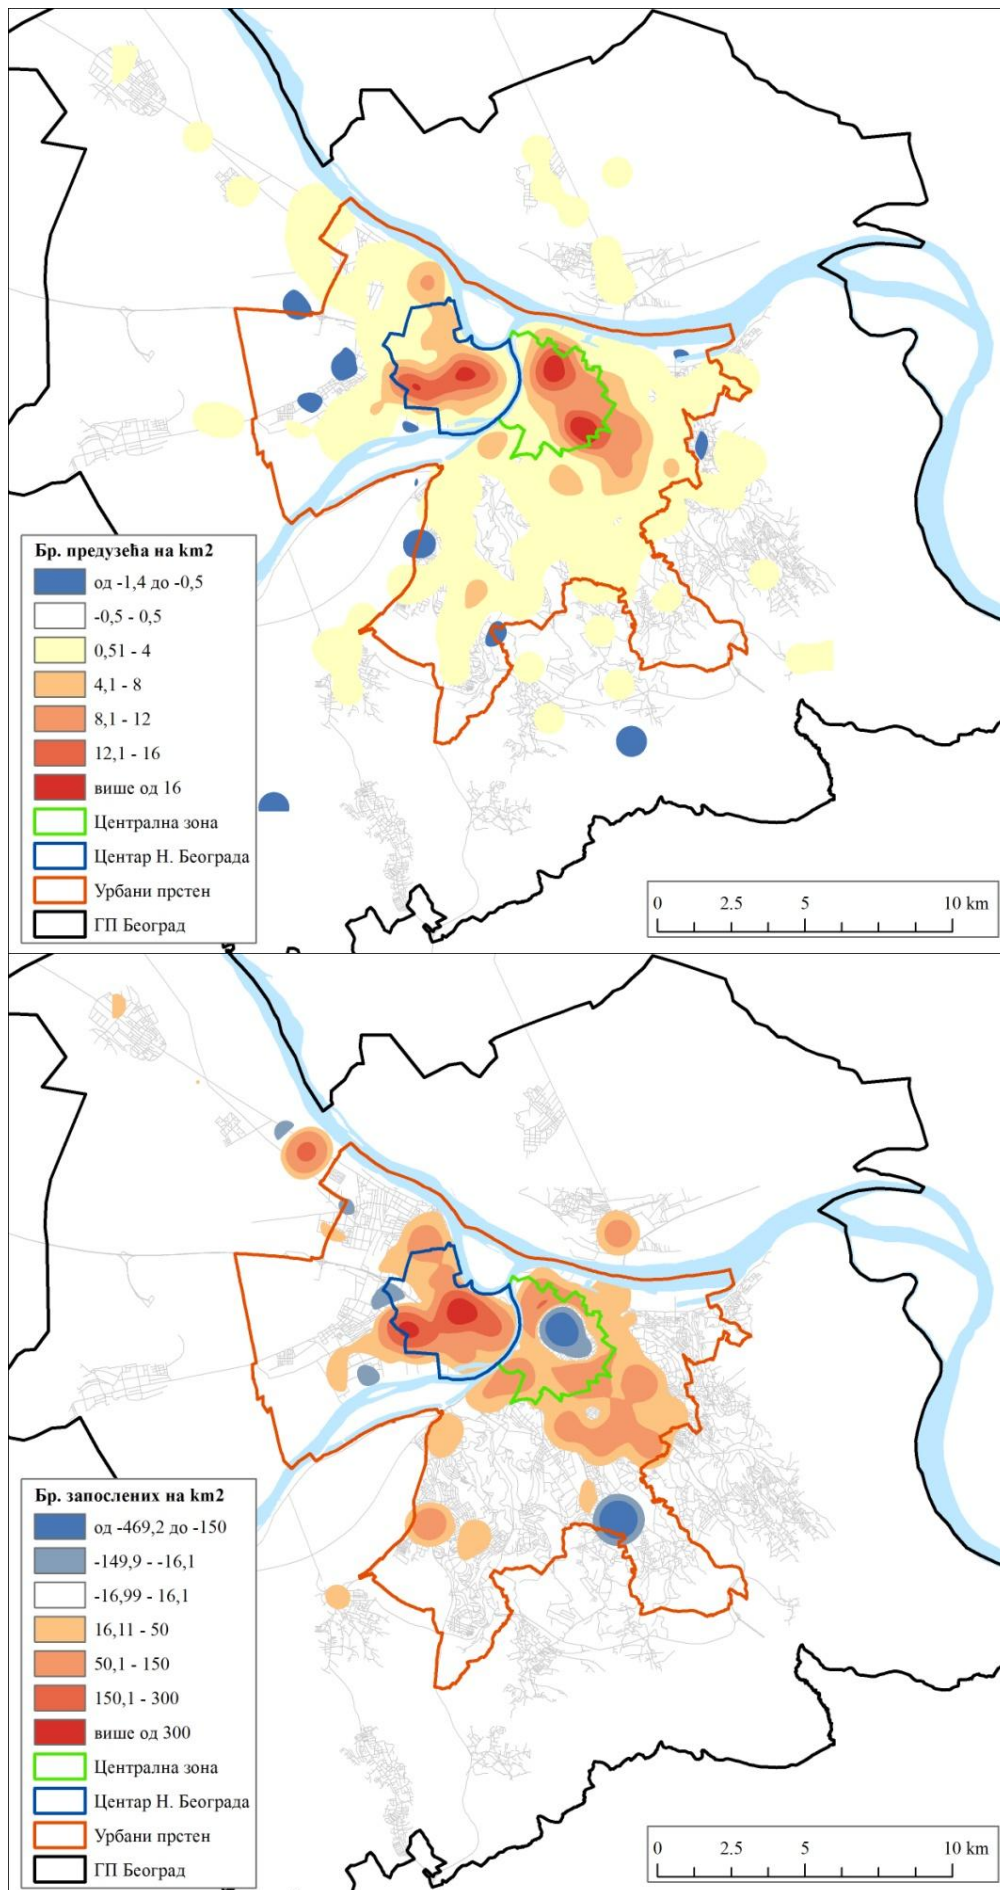 Бр. предузећа на km2
од -1,4 до -0,5
-0,5 - 0,5
0,51 - 4
4,1 - 8
8,1 - 12
12,1 - 16
више од 16
Централна зона
Центар Н. Београда
Урбани прстен
ГП Београд
0 2.5 5 10 km
Бр. запослених на km2
од -469,2 до -150
-149,9 - -16,1
-16,99 - 16,1
16,11 - 50
50,1 - 150
150,1 - 300
више од 300
Централна зона
Центар Н. Београда
Урбани прстен
ГП Београд
0 2.5 5 10 km